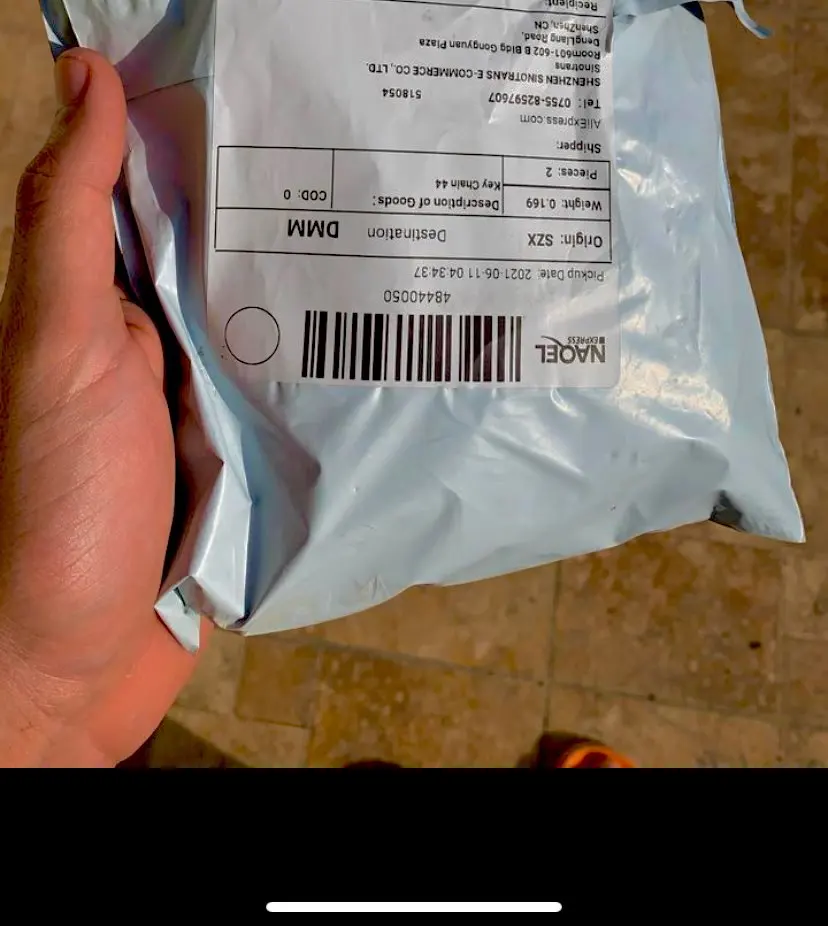 NAQEL
EXPRESS
48440050
Pickup Date: 2021-06-11 04:34:37
Origin: SZX Destination DMM
Weight: 0.169 Description of Goods: COD: 0
Key Chain 44
Pieces: 2
Shipper:
AliExpress.com
Tel: 0755-82597607 518054
SHENZHEN SINOTRANS E-COMMERCE CO., LTD.
Sinotrans
Room601-602 B Bldg Gongyuan Plaza
DengLiang Road,
ShenZhen, CN
Recipient: